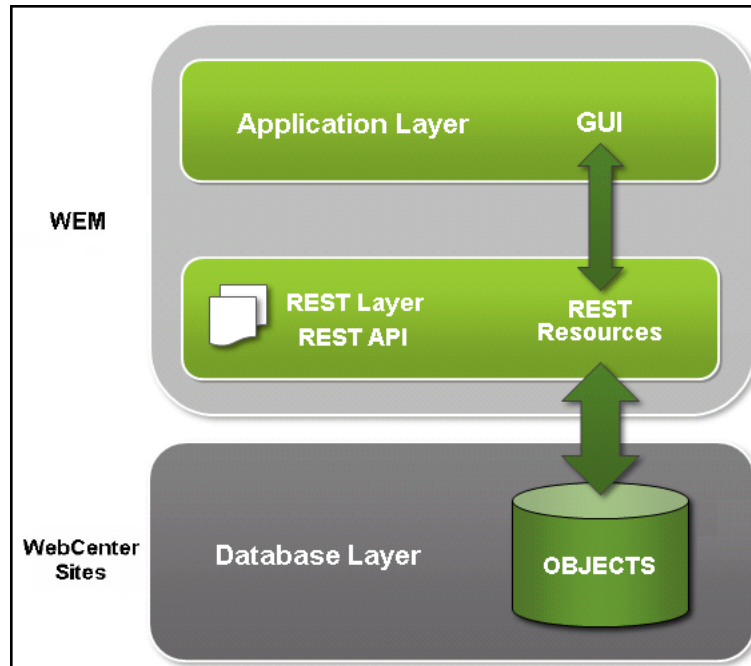 Application Layer
GUI
WEM
REST Layer
REST API
REST
Resources
WebCenter
Sites
Database Layer
OBJECTS